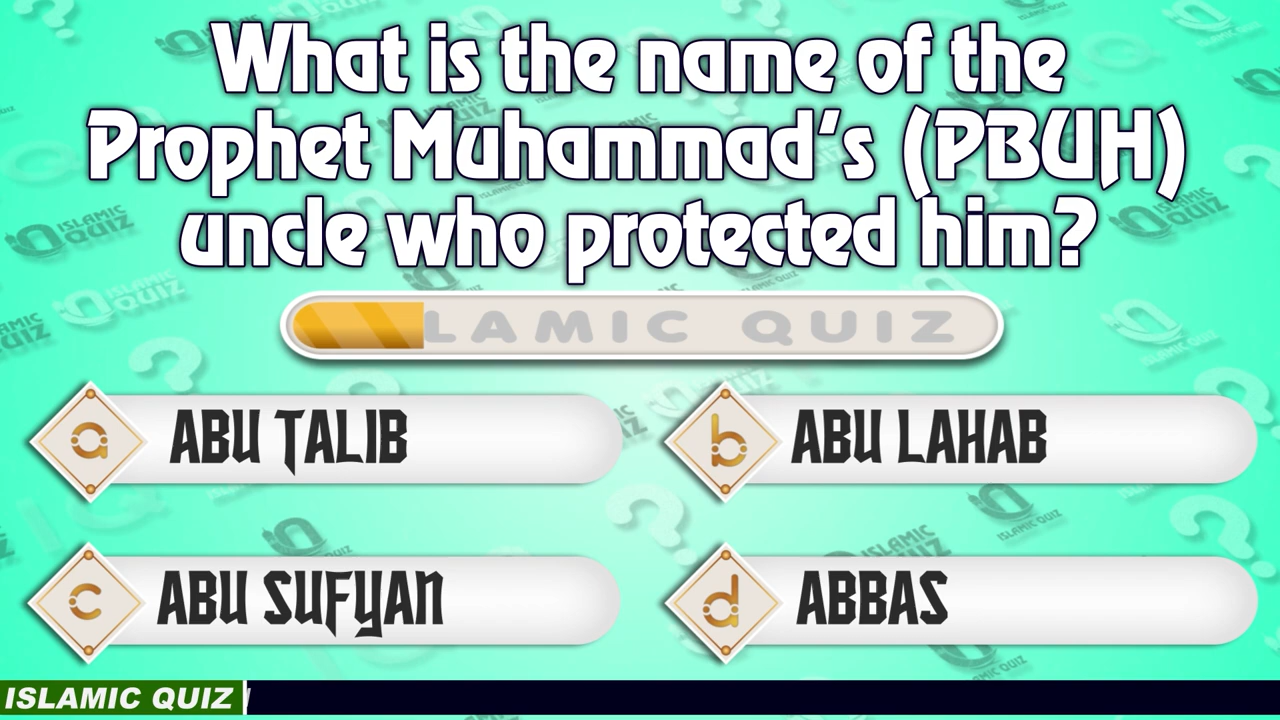 What is the name of the
Prophet Muhammad's (PBUH)
uncle who protected him?
LAMIC QUIZ
a ABU TALIB
b ABU LAHAB
c ABU SUFYAN
d ABBAS
ISLAMIC QUIZ